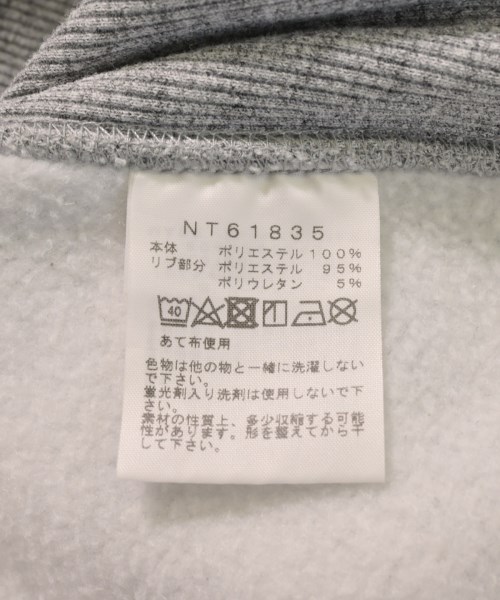 NT61835
本体 ポリエステル 100%
リブ部分 ポリエステル 95%
ポリウレタン 5%
40
あて布使用
色物は他の物と一緒に洗濯しない
で下さい。
蛍光剤入り洗剤は使用しないで下
さい。
素材の性質上、多少収縮する可能
性があります。形を整えてから干
して下さい。